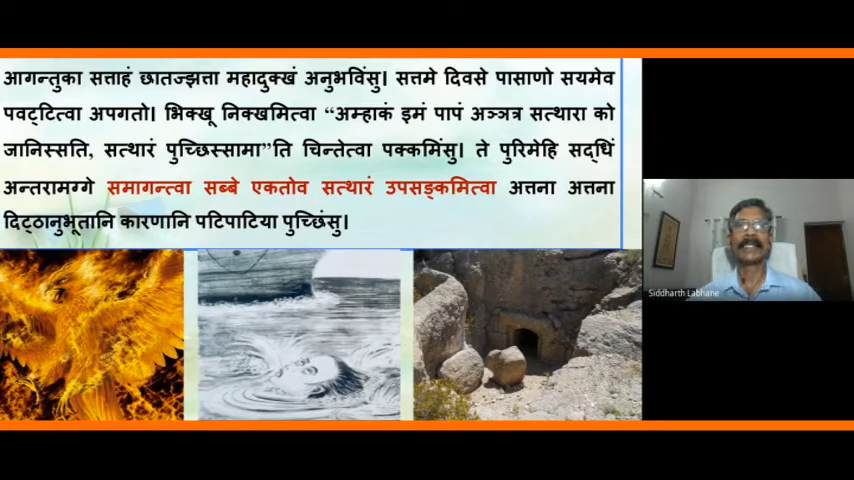 आगन्तुका सत्ताहं छातज्झत्ता महादुक्खं अनुभविंसु। सत्तमे दिवसे पासाणो सयमेव
पवट्टित्वा अपगतो। भिक्खू निक्खमित्वा “अम्हाकं इमं पापं अञ्ञत्र सत्थारा को
जानिस्सति, सत्थारं पुच्छिस्सामा”ति चिन्तेत्वा पक्कमिंसु। ते पुरिमेहि सद्धिं
अन्तरामग्गे समागन्त्वा सब्बे एकतोव सत्थारं उपसङ्कमित्वा अत्तना अत्तना
दिट्ठानुभूतानि कारणानि पटिपाटिया पुच्छिंसु।
Siddharth Labhane